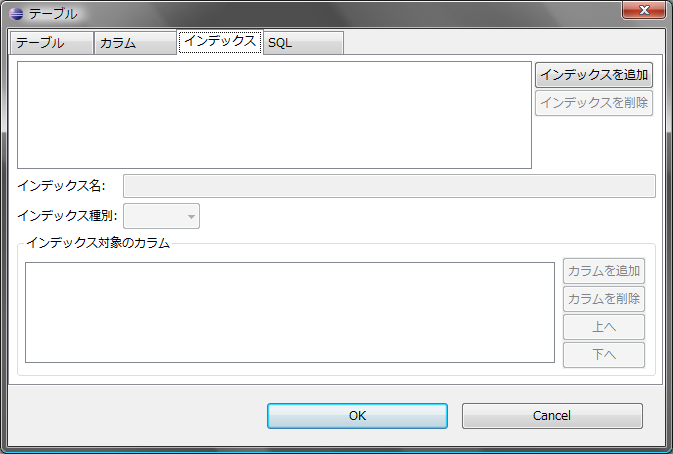 テーブル
テーブル カラム インデックス SQL
インデックスを追加
インデックスを削除
インデックス名:
インデックス種別:
インデックス対象のカラム
カラムを追加
カラムを削除
上へ
下へ
OK Cancel